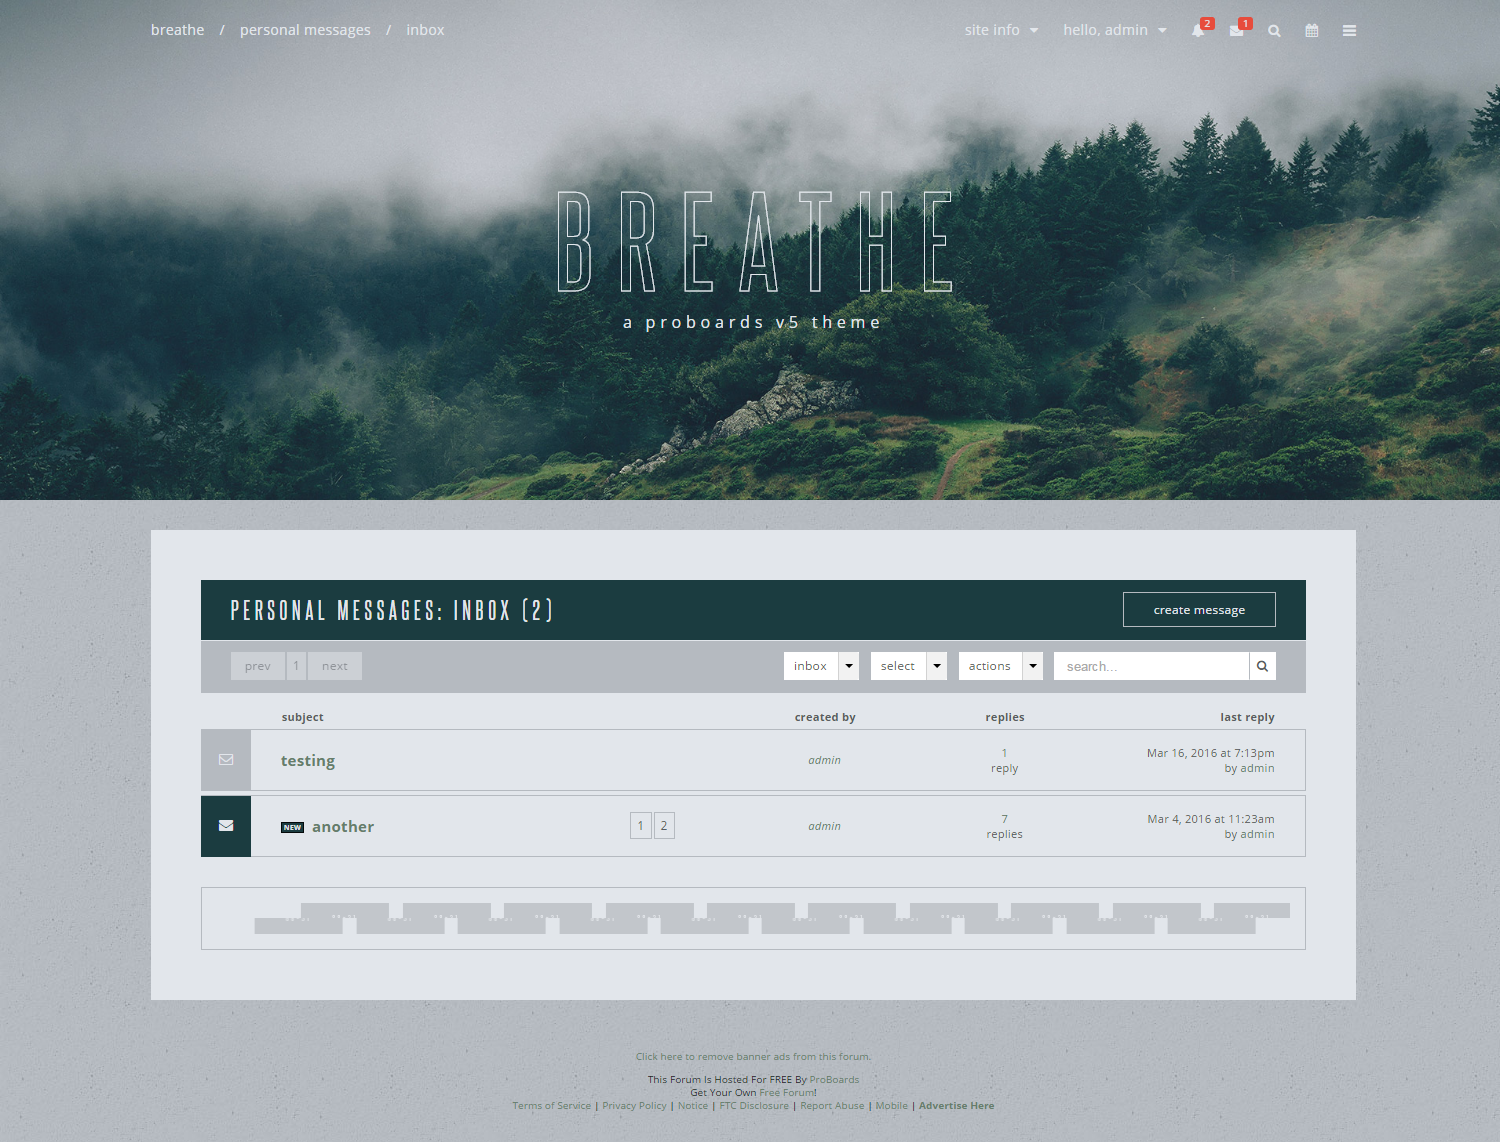 breathe / personal messages / inbox
site info hello, admin 2 1
BREATHE
a proboards v5 theme
PERSONAL MESSAGES: INBOX (2)
create message
prev 1 next
inbox select actions search...
subject created by replies last reply
testing admin 1 reply Mar 16, 2016 at 7:13pm
by admin
NEW another 1 2 admin 7 replies Mar 4, 2016 at 11:23am
by admin
Click here to remove banner ads from this forum.
This Forum Is Hosted For FREE By ProBoards
Get Your Own Free Forum!
Terms of Service | Privacy Policy | Notice | FTC Disclosure | Report Abuse | Mobile | Advertise Here